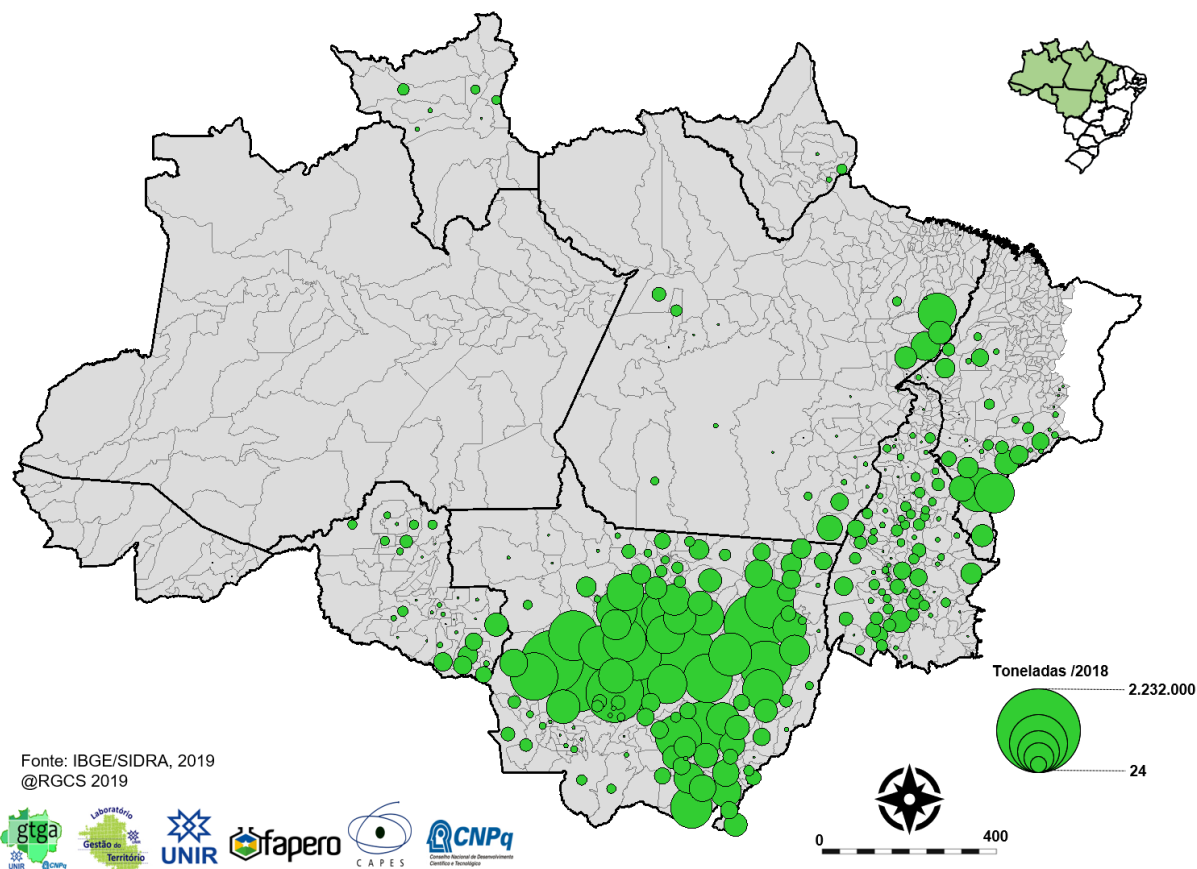 Toneladas /2018
2.232.000
24
Fonte: IBGE/SIDRA, 2019
@RGCS 2019
0 400
gtga
UNIR CNPq
Laboratório
Gestão do
Território
UNIR
fapero
CAPES
CNPq
Conselho Nacional de Desenvolvimento
Científico e Tecnológico